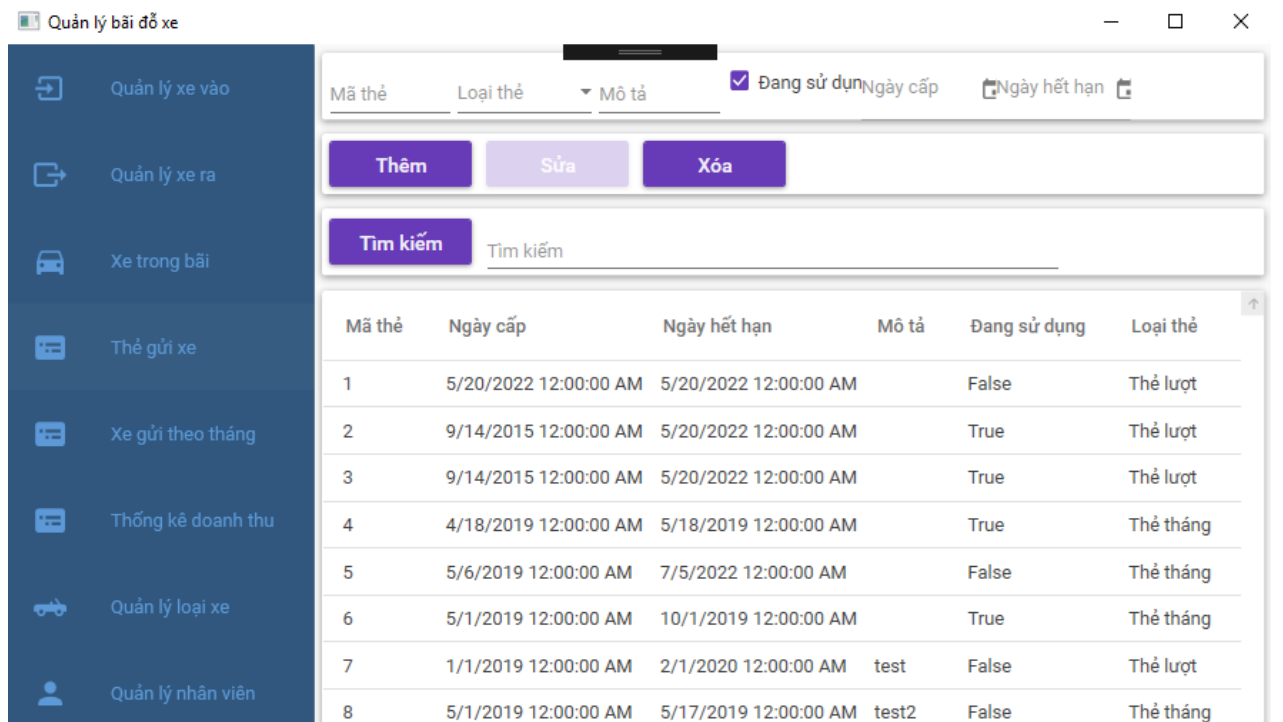 Quản lý bãi đỗ xe
Quản lý xe vào
Quản lý xe ra
Xe trong bãi
Thẻ gửi xe
Xe gửi theo tháng
Thống kê doanh thu
Quản lý loại xe
Quản lý nhân viên
Mã thẻ Loại thẻ Mô tả Đang sử dụn Ngày cấp Ngày hết hạn
Thêm Sửa Xóa
Tìm kiếm Tìm kiếm
Mã thẻ Ngày cấp Ngày hết hạn Mô tả Đang sử dụng Loại thẻ
1 5/20/2022 12:00:00 AM 5/20/2022 12:00:00 AM False Thẻ lượt
2 9/14/2015 12:00:00 AM 5/20/2022 12:00:00 AM True Thẻ lượt
3 9/14/2015 12:00:00 AM 5/20/2022 12:00:00 AM True Thẻ lượt
4 4/18/2019 12:00:00 AM 5/18/2019 12:00:00 AM True Thẻ tháng
5 5/6/2019 12:00:00 AM 7/5/2022 12:00:00 AM False Thẻ tháng
6 5/1/2019 12:00:00 AM 10/1/2019 12:00:00 AM True Thẻ tháng
7 1/1/2019 12:00:00 AM 2/1/2020 12:00:00 AM test False Thẻ lượt
8 5/1/2019 12:00:00 AM 5/17/2019 12:00:00 AM test2 False Thẻ tháng